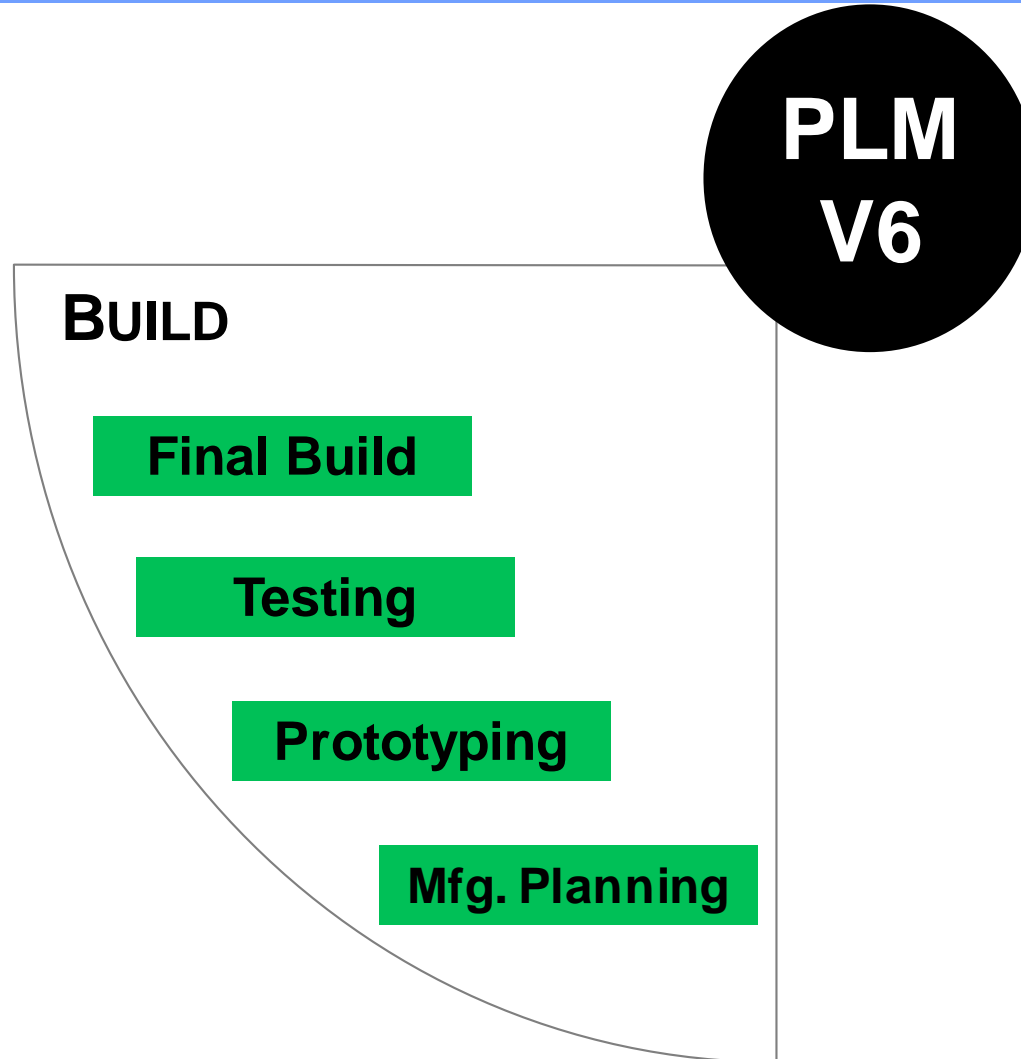 PLM
V6
BUILD
Final Build
Testing
Prototyping
Mfg. Planning